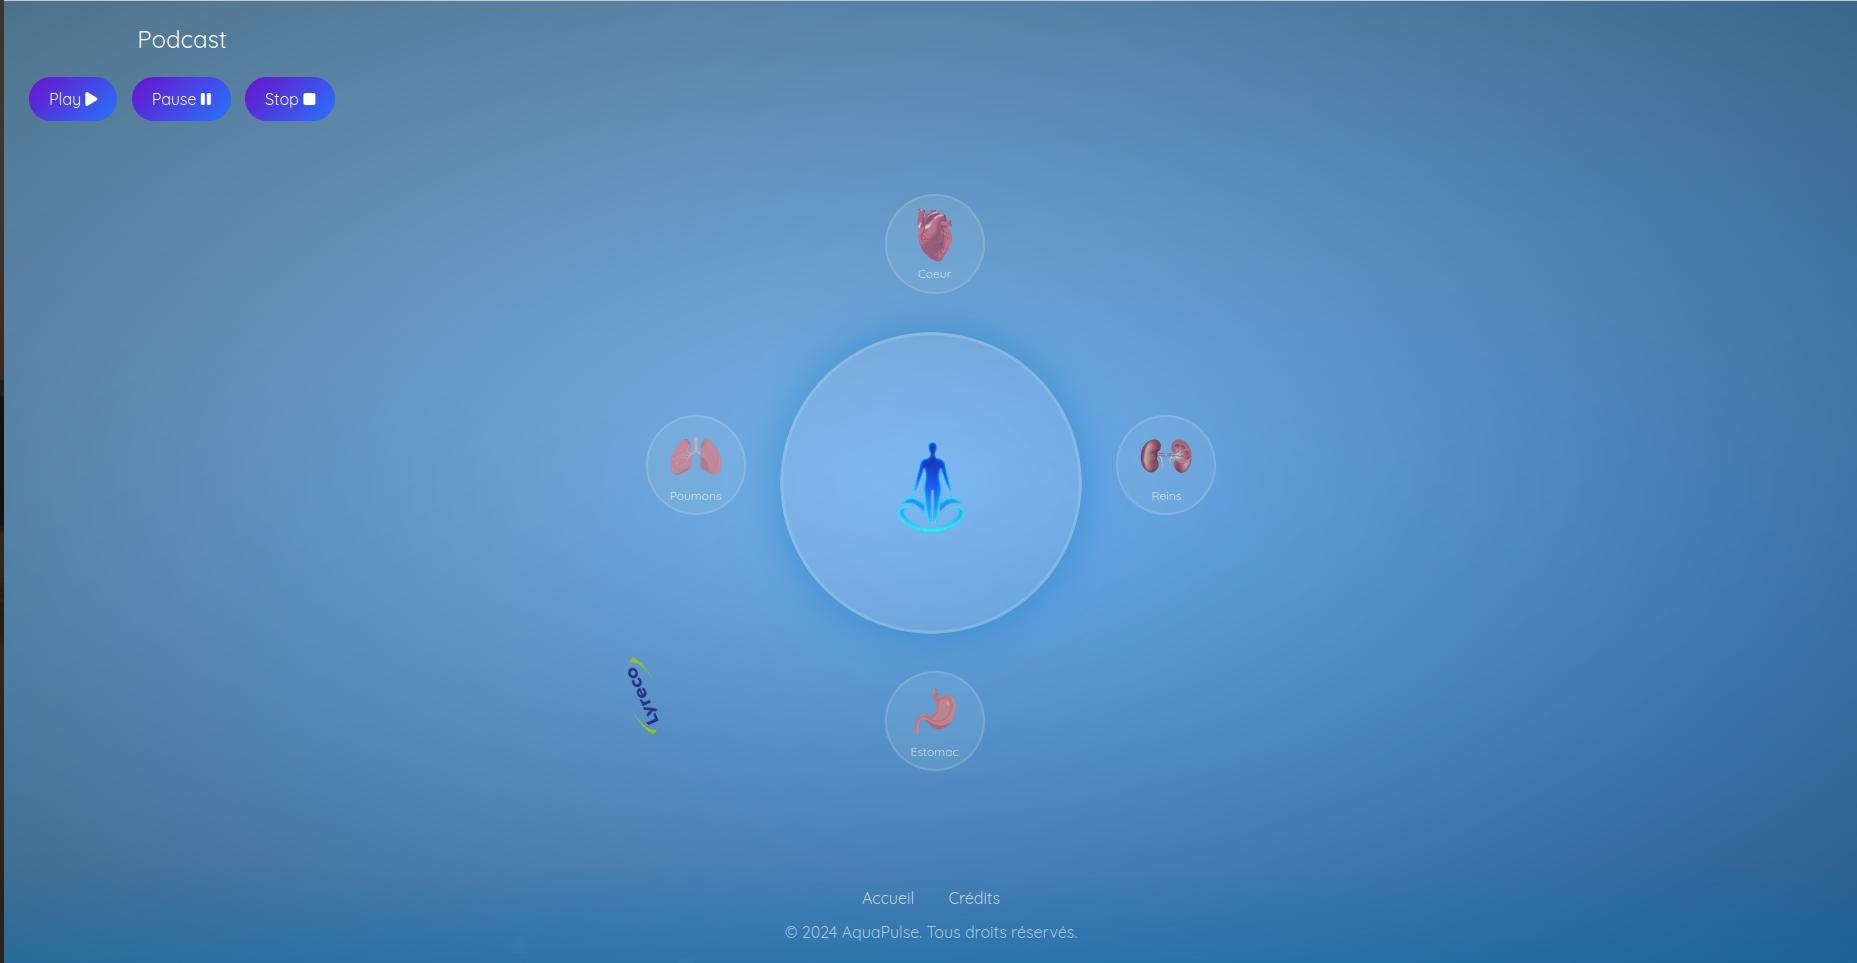 Podcast
Play
Pause
Stop
Coeur
Poumons
Reins
Lyreco
Estomac
Accueil
Crédits
© 2024 AquaPulse. Tous droits réservés.